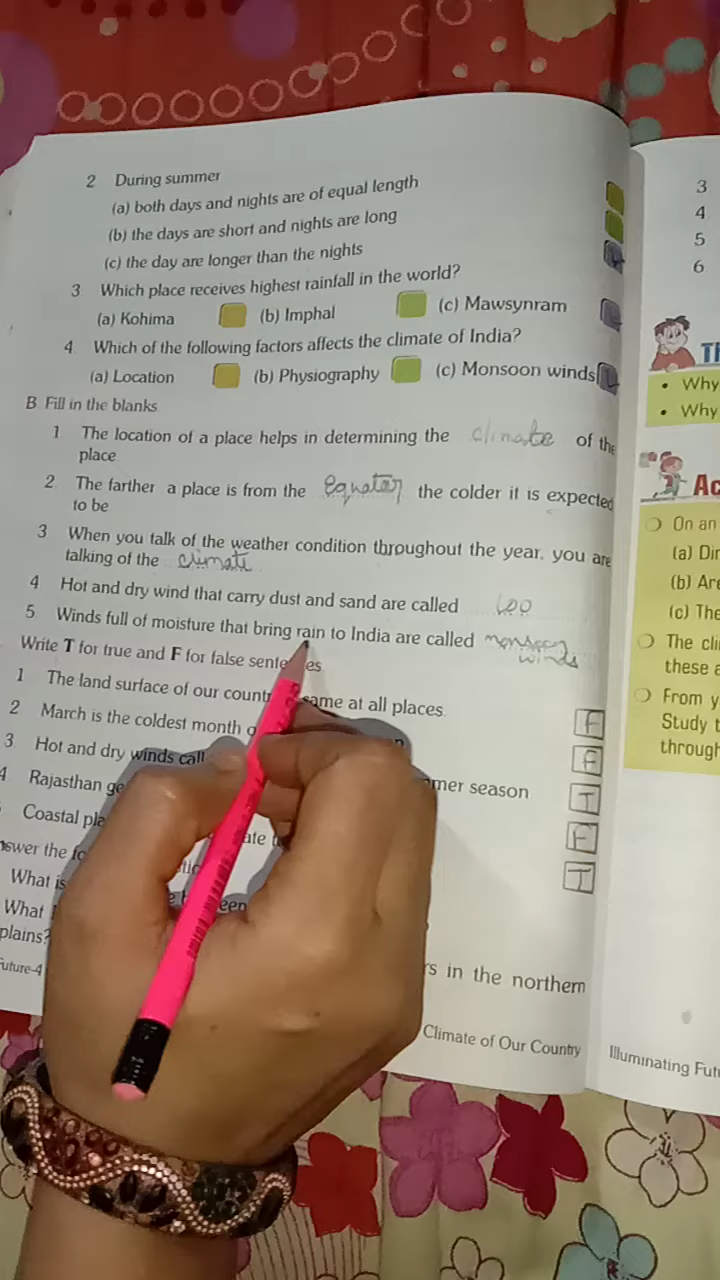 2 During summer
(a) both days and nights are of equal length
(b) the days are short and nights are long
(c) the day are longer than the nights
3 Which place receives highest rainfall in the world?
(a) Kohima (b) Imphal (c) Mawsynram
4 Which of the following factors affects the climate of India?
(a) Location (b) Physiography (c) Monsoon winds
B. Fill in the blanks
1 The location of a place helps in determining the climate of the
place
2. The farther a place is from the Equator the colder it is expected
to be
3 When you talk of the weather condition throughout the year, you are
talking of the climate
4 Hot and dry wind that carry dust and sand are called loo
5 Winds full of moisture that bring rain to India are called monsoon
winds
Write T for true and F for false
1 The land surface of our same at all places. F
2 March is the coldest month F
3 Hot and dry winds season T
4 Rajasthan F
Coastal T
the
What is
What
plains?
in the northern
Future-4
Climate of Our Country
3
4
5
6
• Why
• Why
On an
(a)
(b)
(c) The
The
these
From
Study
Illuminating